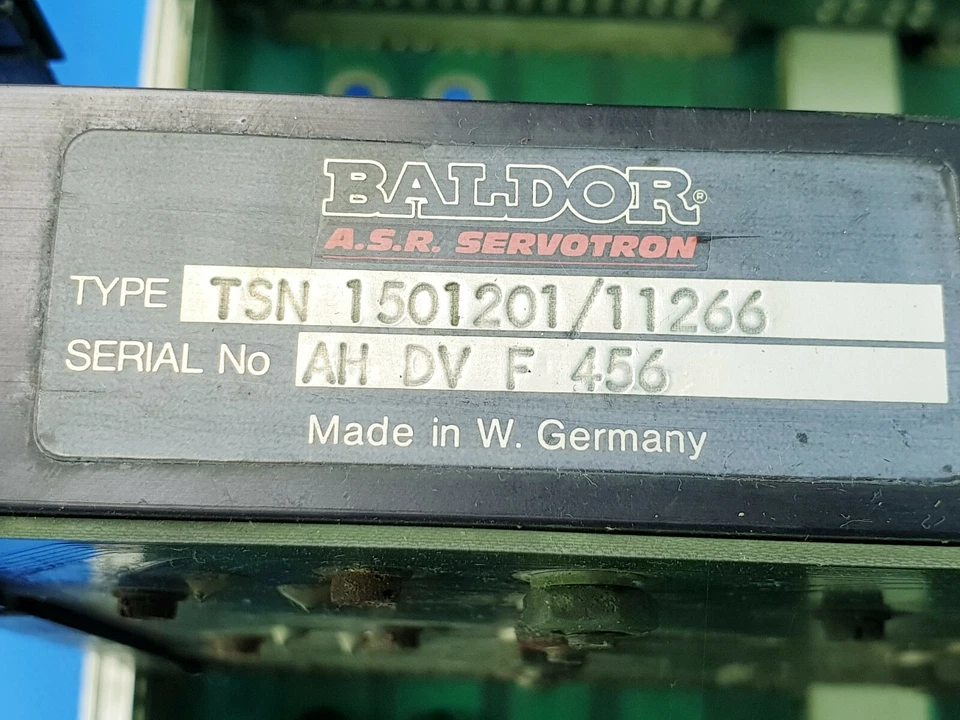 BALDOR®
A.S.R. SERVOTRON
TYPE TSN 1501201/11266
SERIAL No AH DV F 456
Made in W. Germany